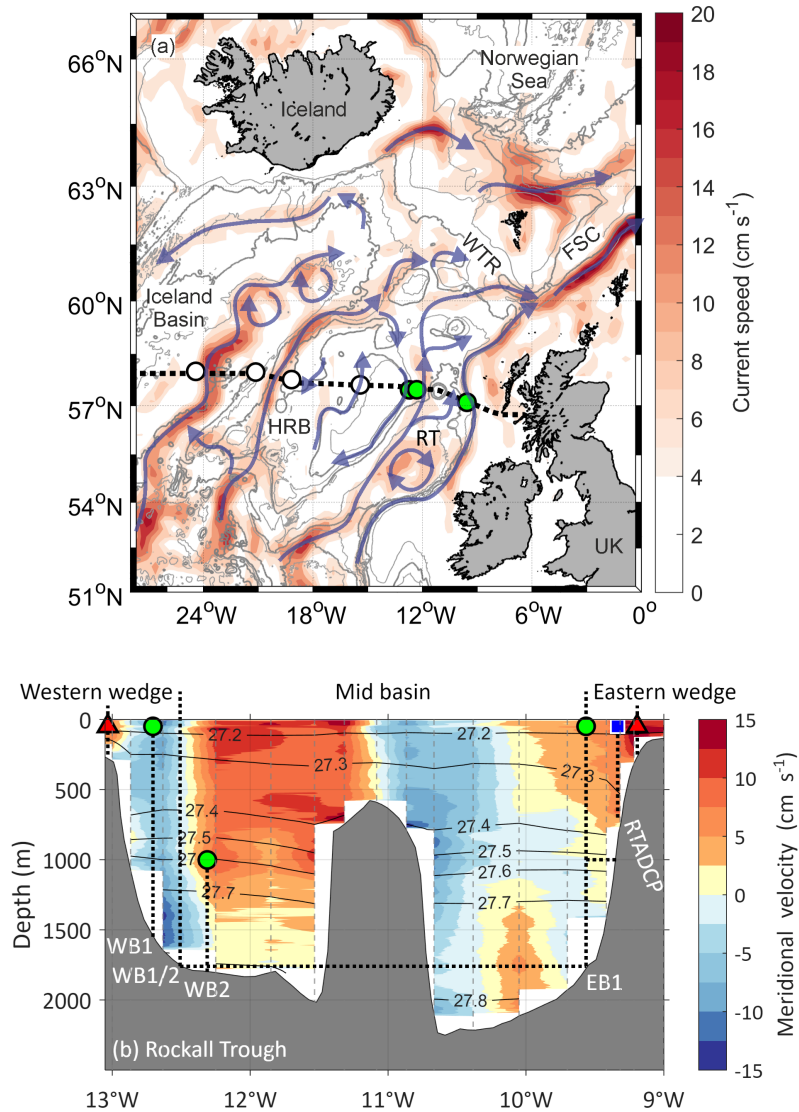 (a)
Iceland
Norwegian
Sea
WTR
FSC
Iceland
Basin
HRB
RT
UK
66°N
63°N
60°N
57°N
54°N
51°N
24°W
18°W
12°W
6°W
0°
20
18
16
14
12
10
8
6
4
2
0
Current speed (cm s⁻¹)
Western wedge
Mid basin
Eastern wedge
0
500
1000
1500
2000
Depth (m)
27.2
27.2
27.3
27.3
27.4
27.4
27.5
27.5
27.6
27.7
27.7
27.8
RTADCP
WB1
WB1/2
WB2
EB1
(b) Rockall Trough
13°W
12°W
11°W
10°W
9°W
15
10
5
0
-5
-10
-15
Meridional velocity (cm s⁻¹)